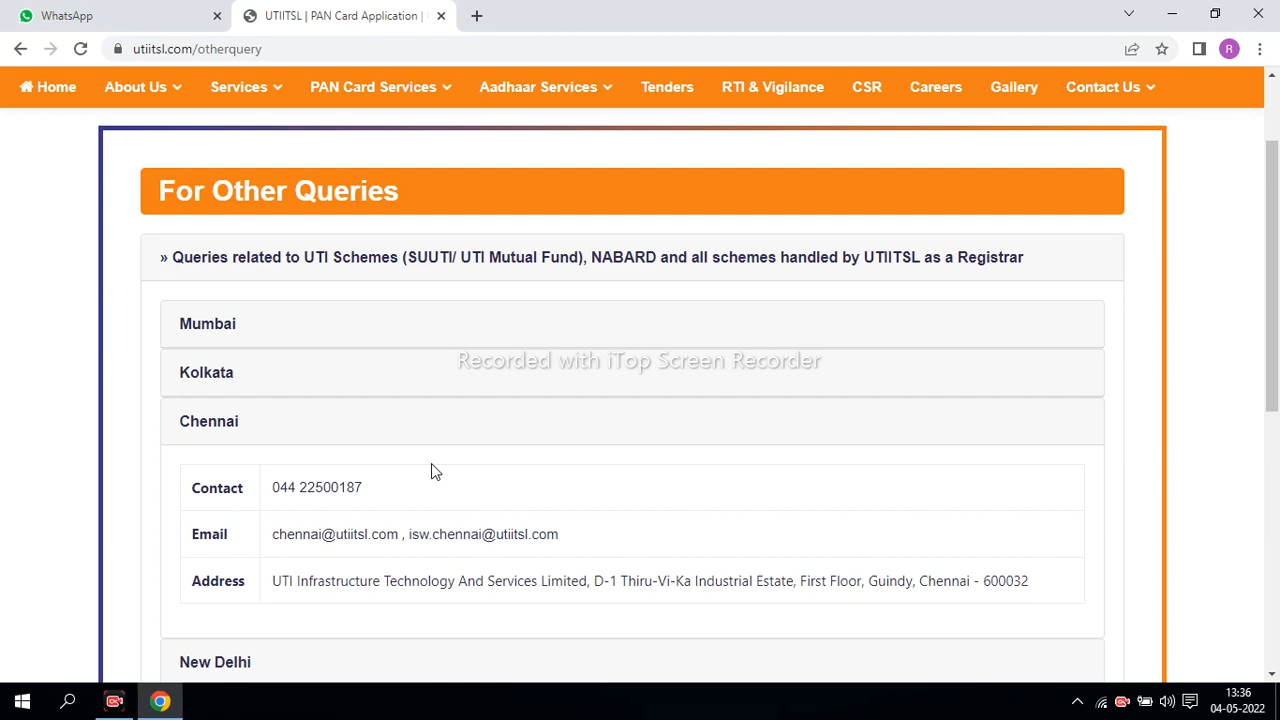 WhatsApp
UTIITSL | PAN Card Application |
utiitsl.com/otherquery
R
Home About Us Services PAN Card Services Aadhaar Services Tenders RTI & Vigilance CSR Careers Gallery Contact Us
For Other Queries
» Queries related to UTI Schemes (SUUTI/ UTI Mutual Fund), NABARD and all schemes handled by UTIITSL as a Registrar
Mumbai
Recorded with iTop Screen Recorder
Kolkata
Chennai
Contact 044 22500187
Email chennai@utiitsl.com , isw.chennai@utiitsl.com
Address UTI Infrastructure Technology And Services Limited, D-1 Thiru-Vi-Ka Industrial Estate, First Floor, Guindy, Chennai - 600032
New Delhi
13:36
04-05-2022